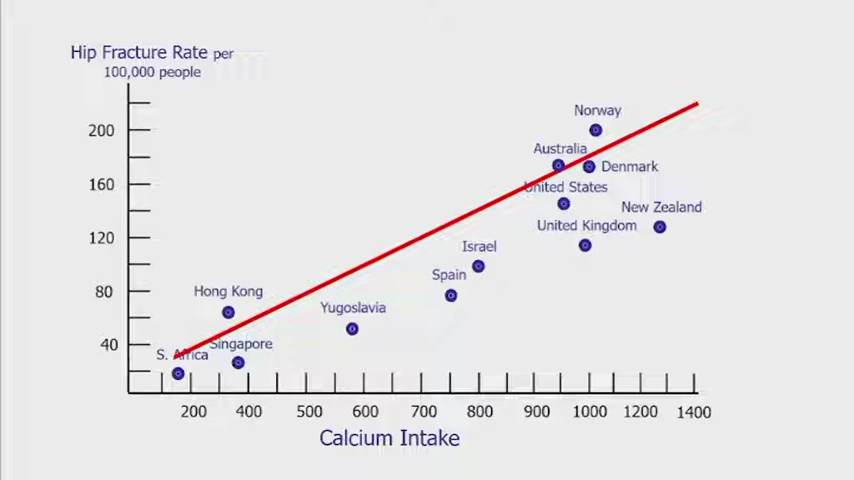 Hip Fracture Rate per
100,000 people
Norway
200
Australia
Denmark
160
United States
New Zealand
United Kingdom
120
Israel
Spain
80
Hong Kong
Yugoslavia
40
Singapore
S. Africa
200 400 500 600 700 800 900 1000 1200 1400
Calcium Intake